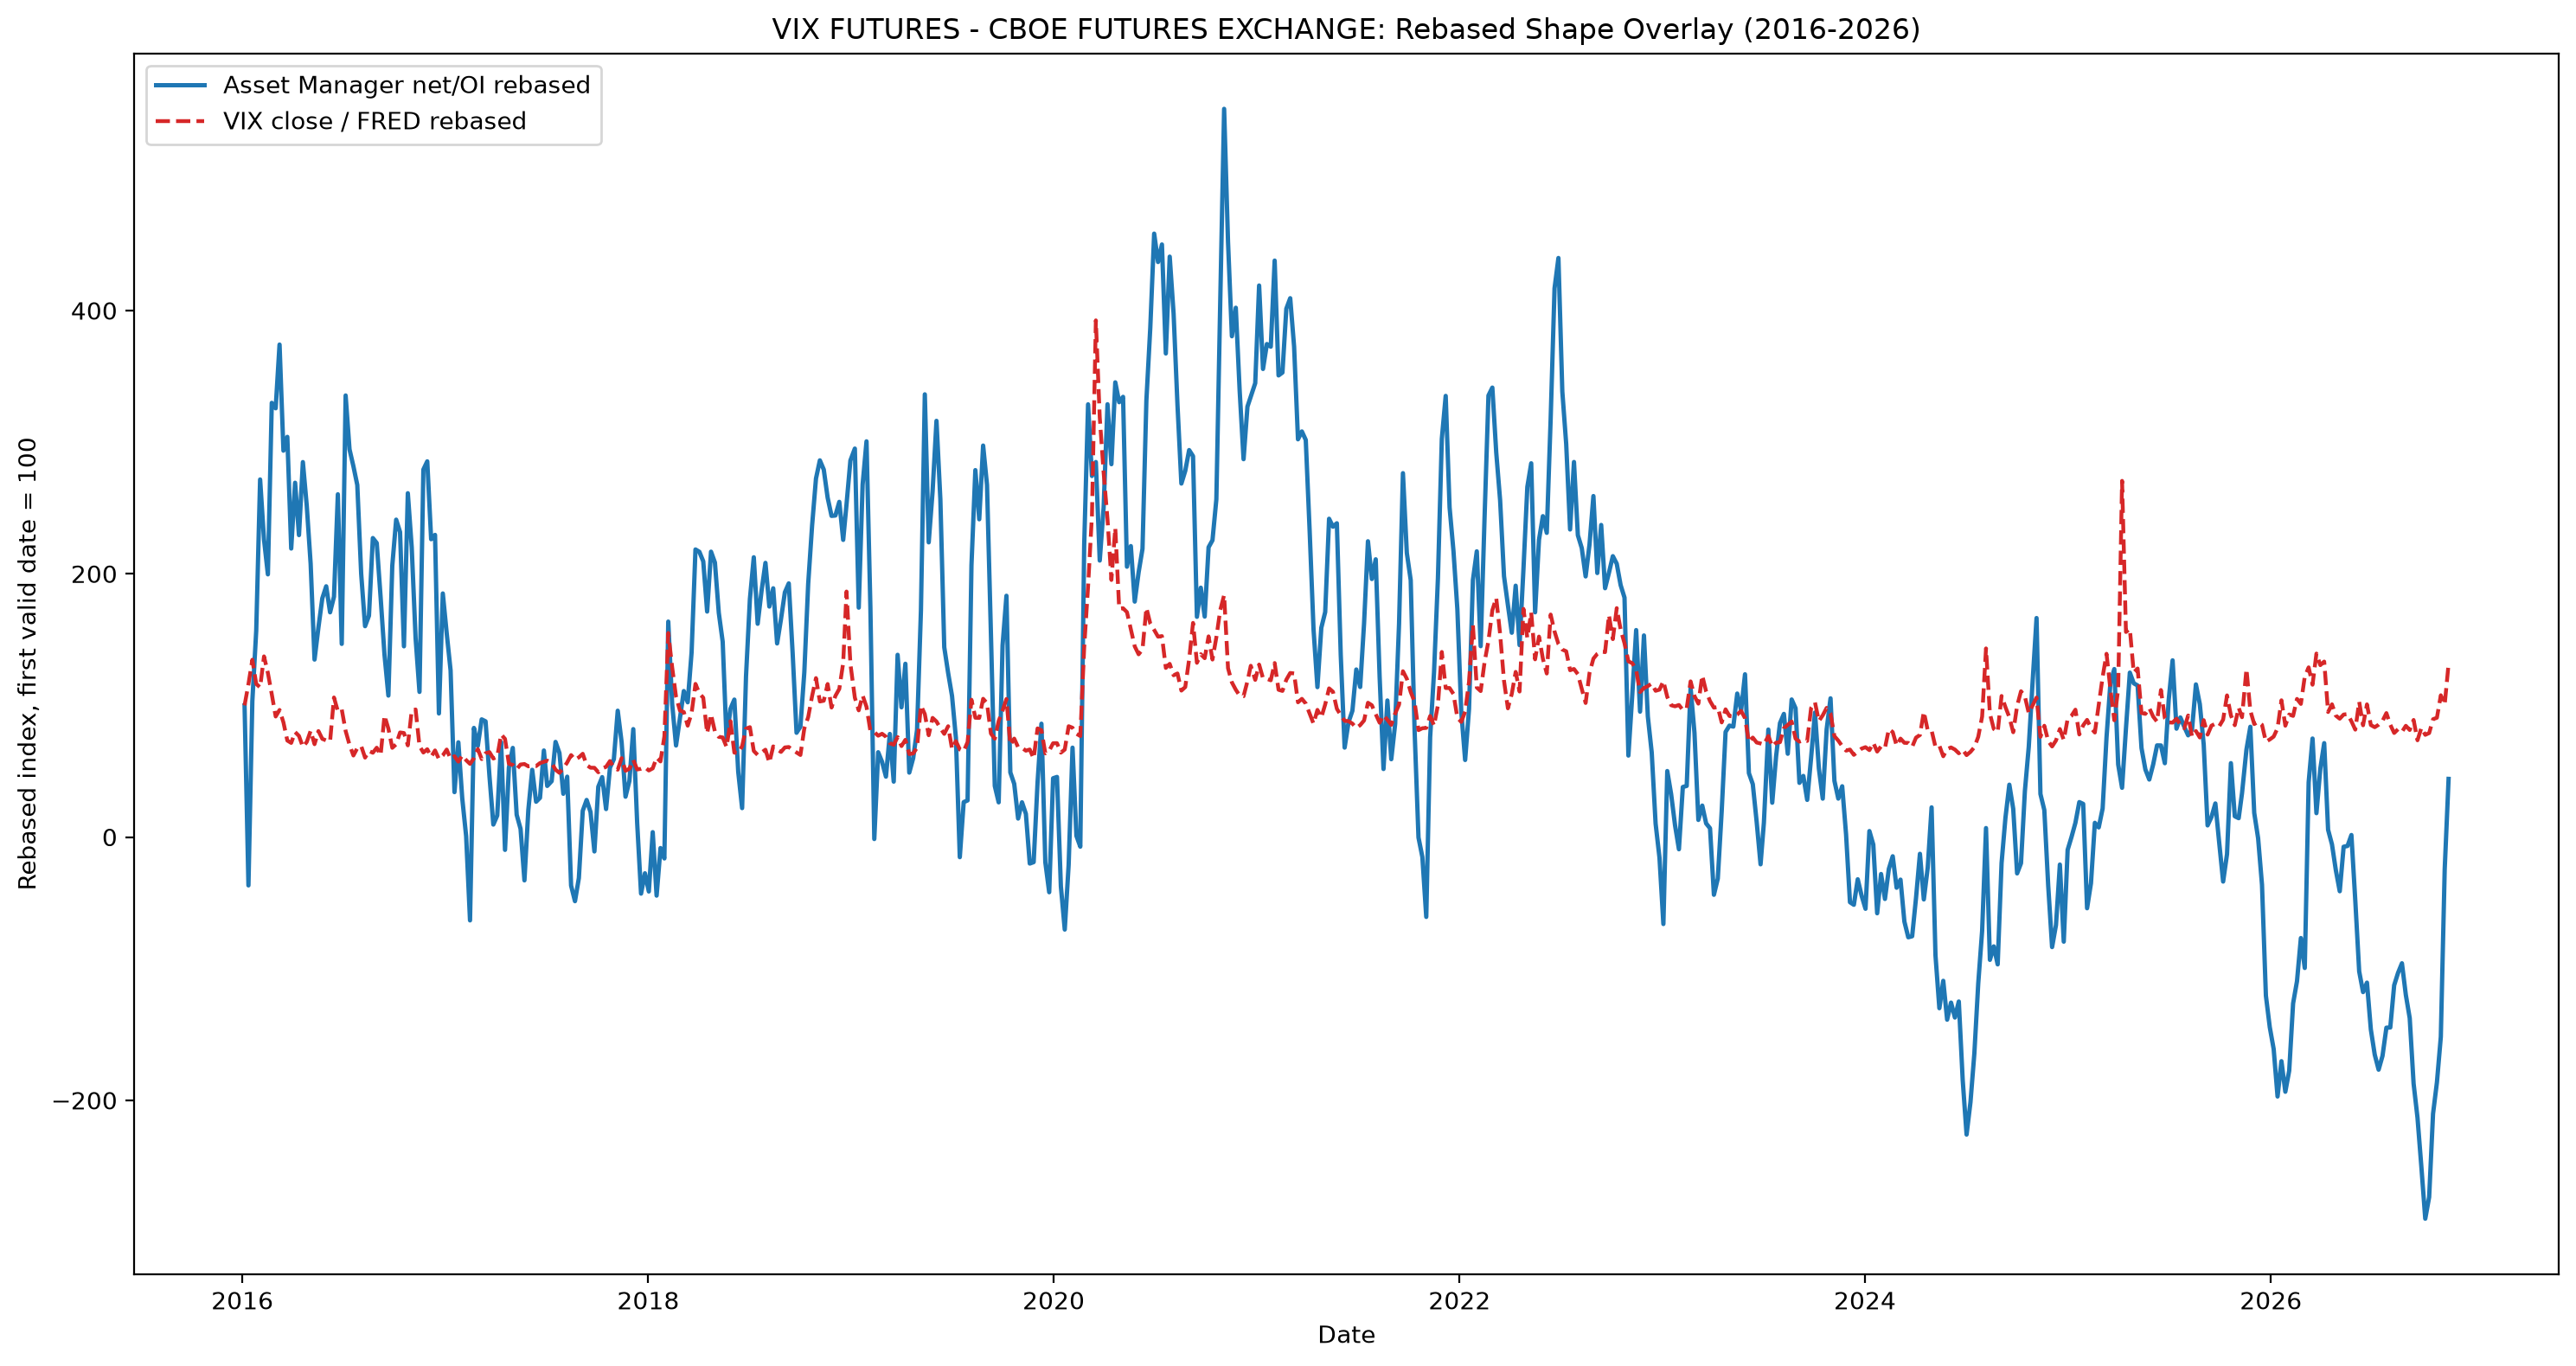 VIX FUTURES - CBOE FUTURES EXCHANGE: Rebased Shape Overlay (2016-2026)
Asset Manager net/OI rebased
VIX close / FRED rebased
Rebased index, first valid date = 100
400
200
0
−200
2016
2018
2020
2022
2024
2026
Date